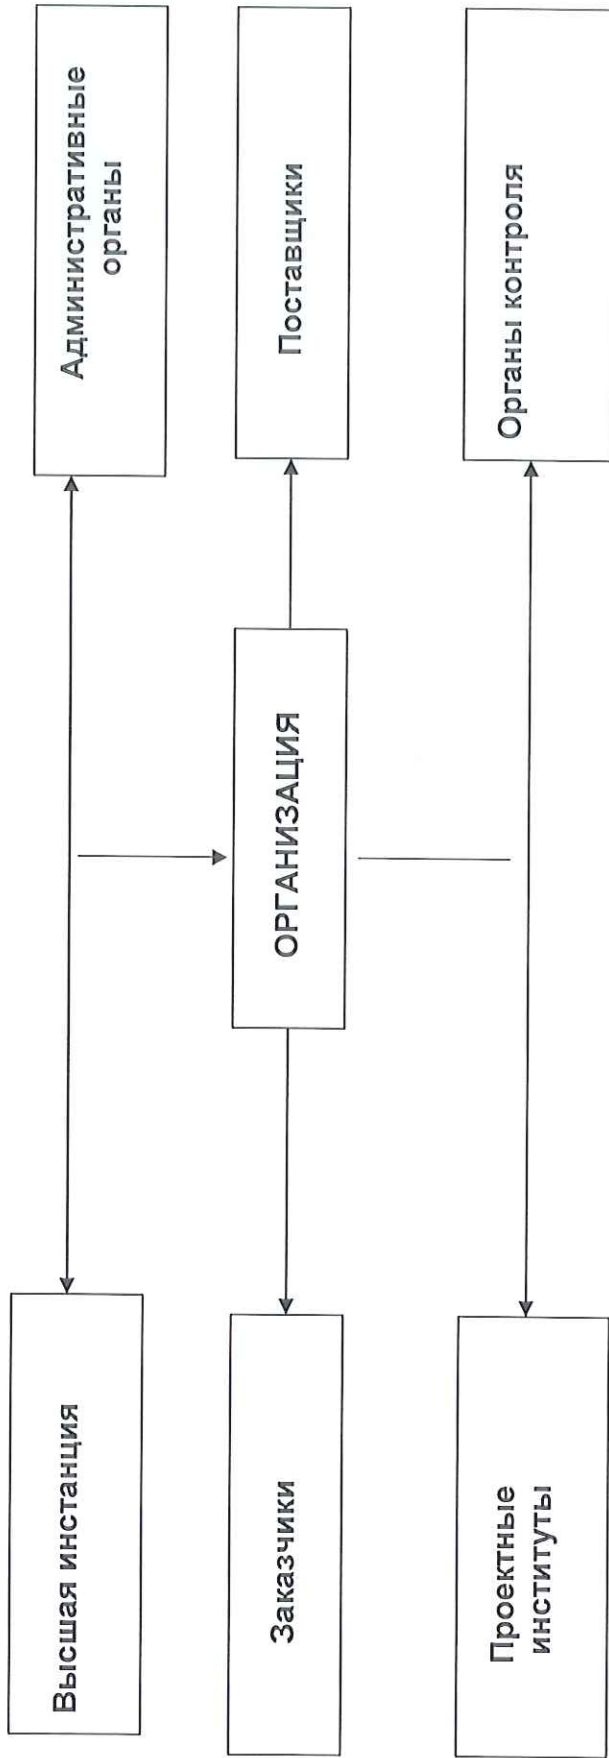 Высшая инстанция
Административные
органы
Заказчики
ОРГАНИЗАЦИЯ
Поставщики
Проектные
институты
Органы контроля